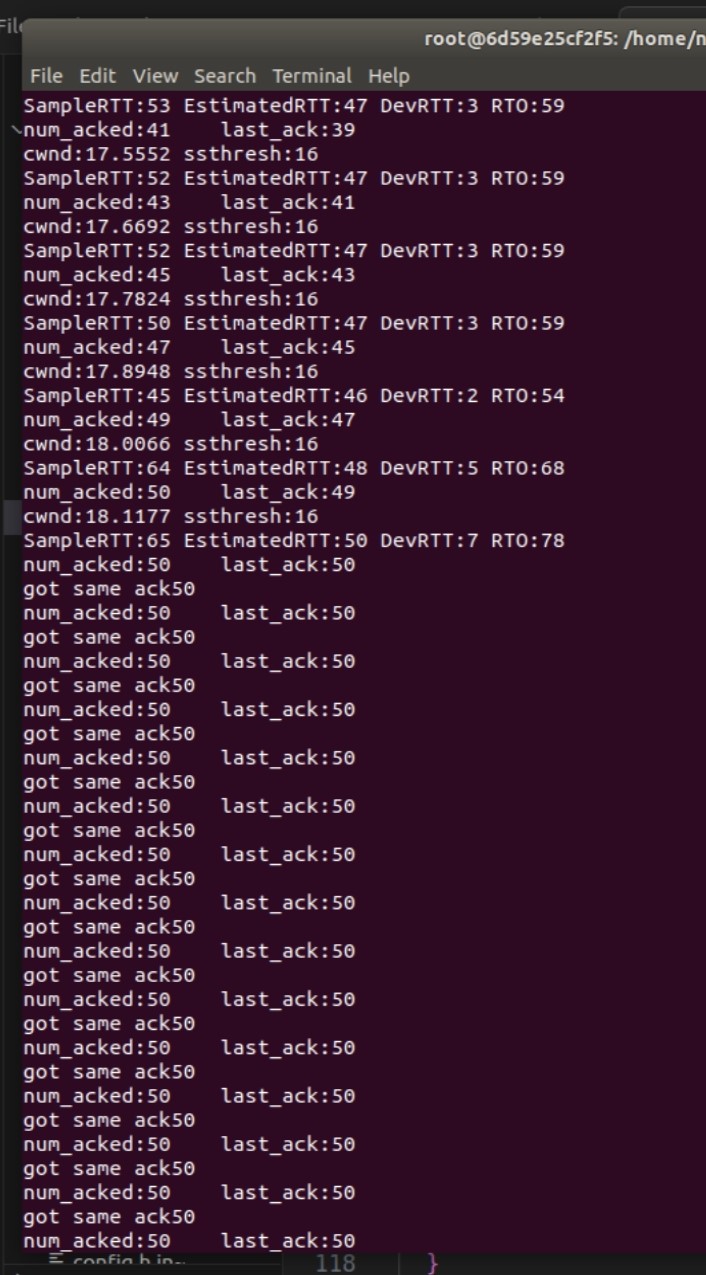 File
root@6d59e25cf2f5: /home/n
File Edit View Search Terminal Help
SampleRTT:53 EstimatedRTT:47 DevRTT:3 RTO:59
num_acked:41    last_ack:39
cwnd:17.5552 ssthresh:16
SampleRTT:52 EstimatedRTT:47 DevRTT:3 RTO:59
num_acked:43    last_ack:41
cwnd:17.6692 ssthresh:16
SampleRTT:52 EstimatedRTT:47 DevRTT:3 RTO:59
num_acked:45    last_ack:43
cwnd:17.7824 ssthresh:16
SampleRTT:50 EstimatedRTT:47 DevRTT:3 RTO:59
num_acked:47    last_ack:45
cwnd:17.8948 ssthresh:16
SampleRTT:45 EstimatedRTT:46 DevRTT:2 RTO:54
num_acked:49    last_ack:47
cwnd:18.0066 ssthresh:16
SampleRTT:64 EstimatedRTT:48 DevRTT:5 RTO:68
num_acked:50    last_ack:49
cwnd:18.1177 ssthresh:16
SampleRTT:65 EstimatedRTT:50 DevRTT:7 RTO:78
num_acked:50    last_ack:50
got same ack50
num_acked:50    last_ack:50
got same ack50
num_acked:50    last_ack:50
got same ack50
num_acked:50    last_ack:50
got same ack50
num_acked:50    last_ack:50
got same ack50
num_acked:50    last_ack:50
got same ack50
num_acked:50    last_ack:50
got same ack50
num_acked:50    last_ack:50
got same ack50
num_acked:50    last_ack:50
got same ack50
num_acked:50    last_ack:50
got same ack50
num_acked:50    last_ack:50
got same ack50
num_acked:50    last_ack:50
got same ack50
num_acked:50    last_ack:50
got same ack50
num_acked:50    last_ack:50
got same ack50
num_acked:50    last_ack:50
118 }